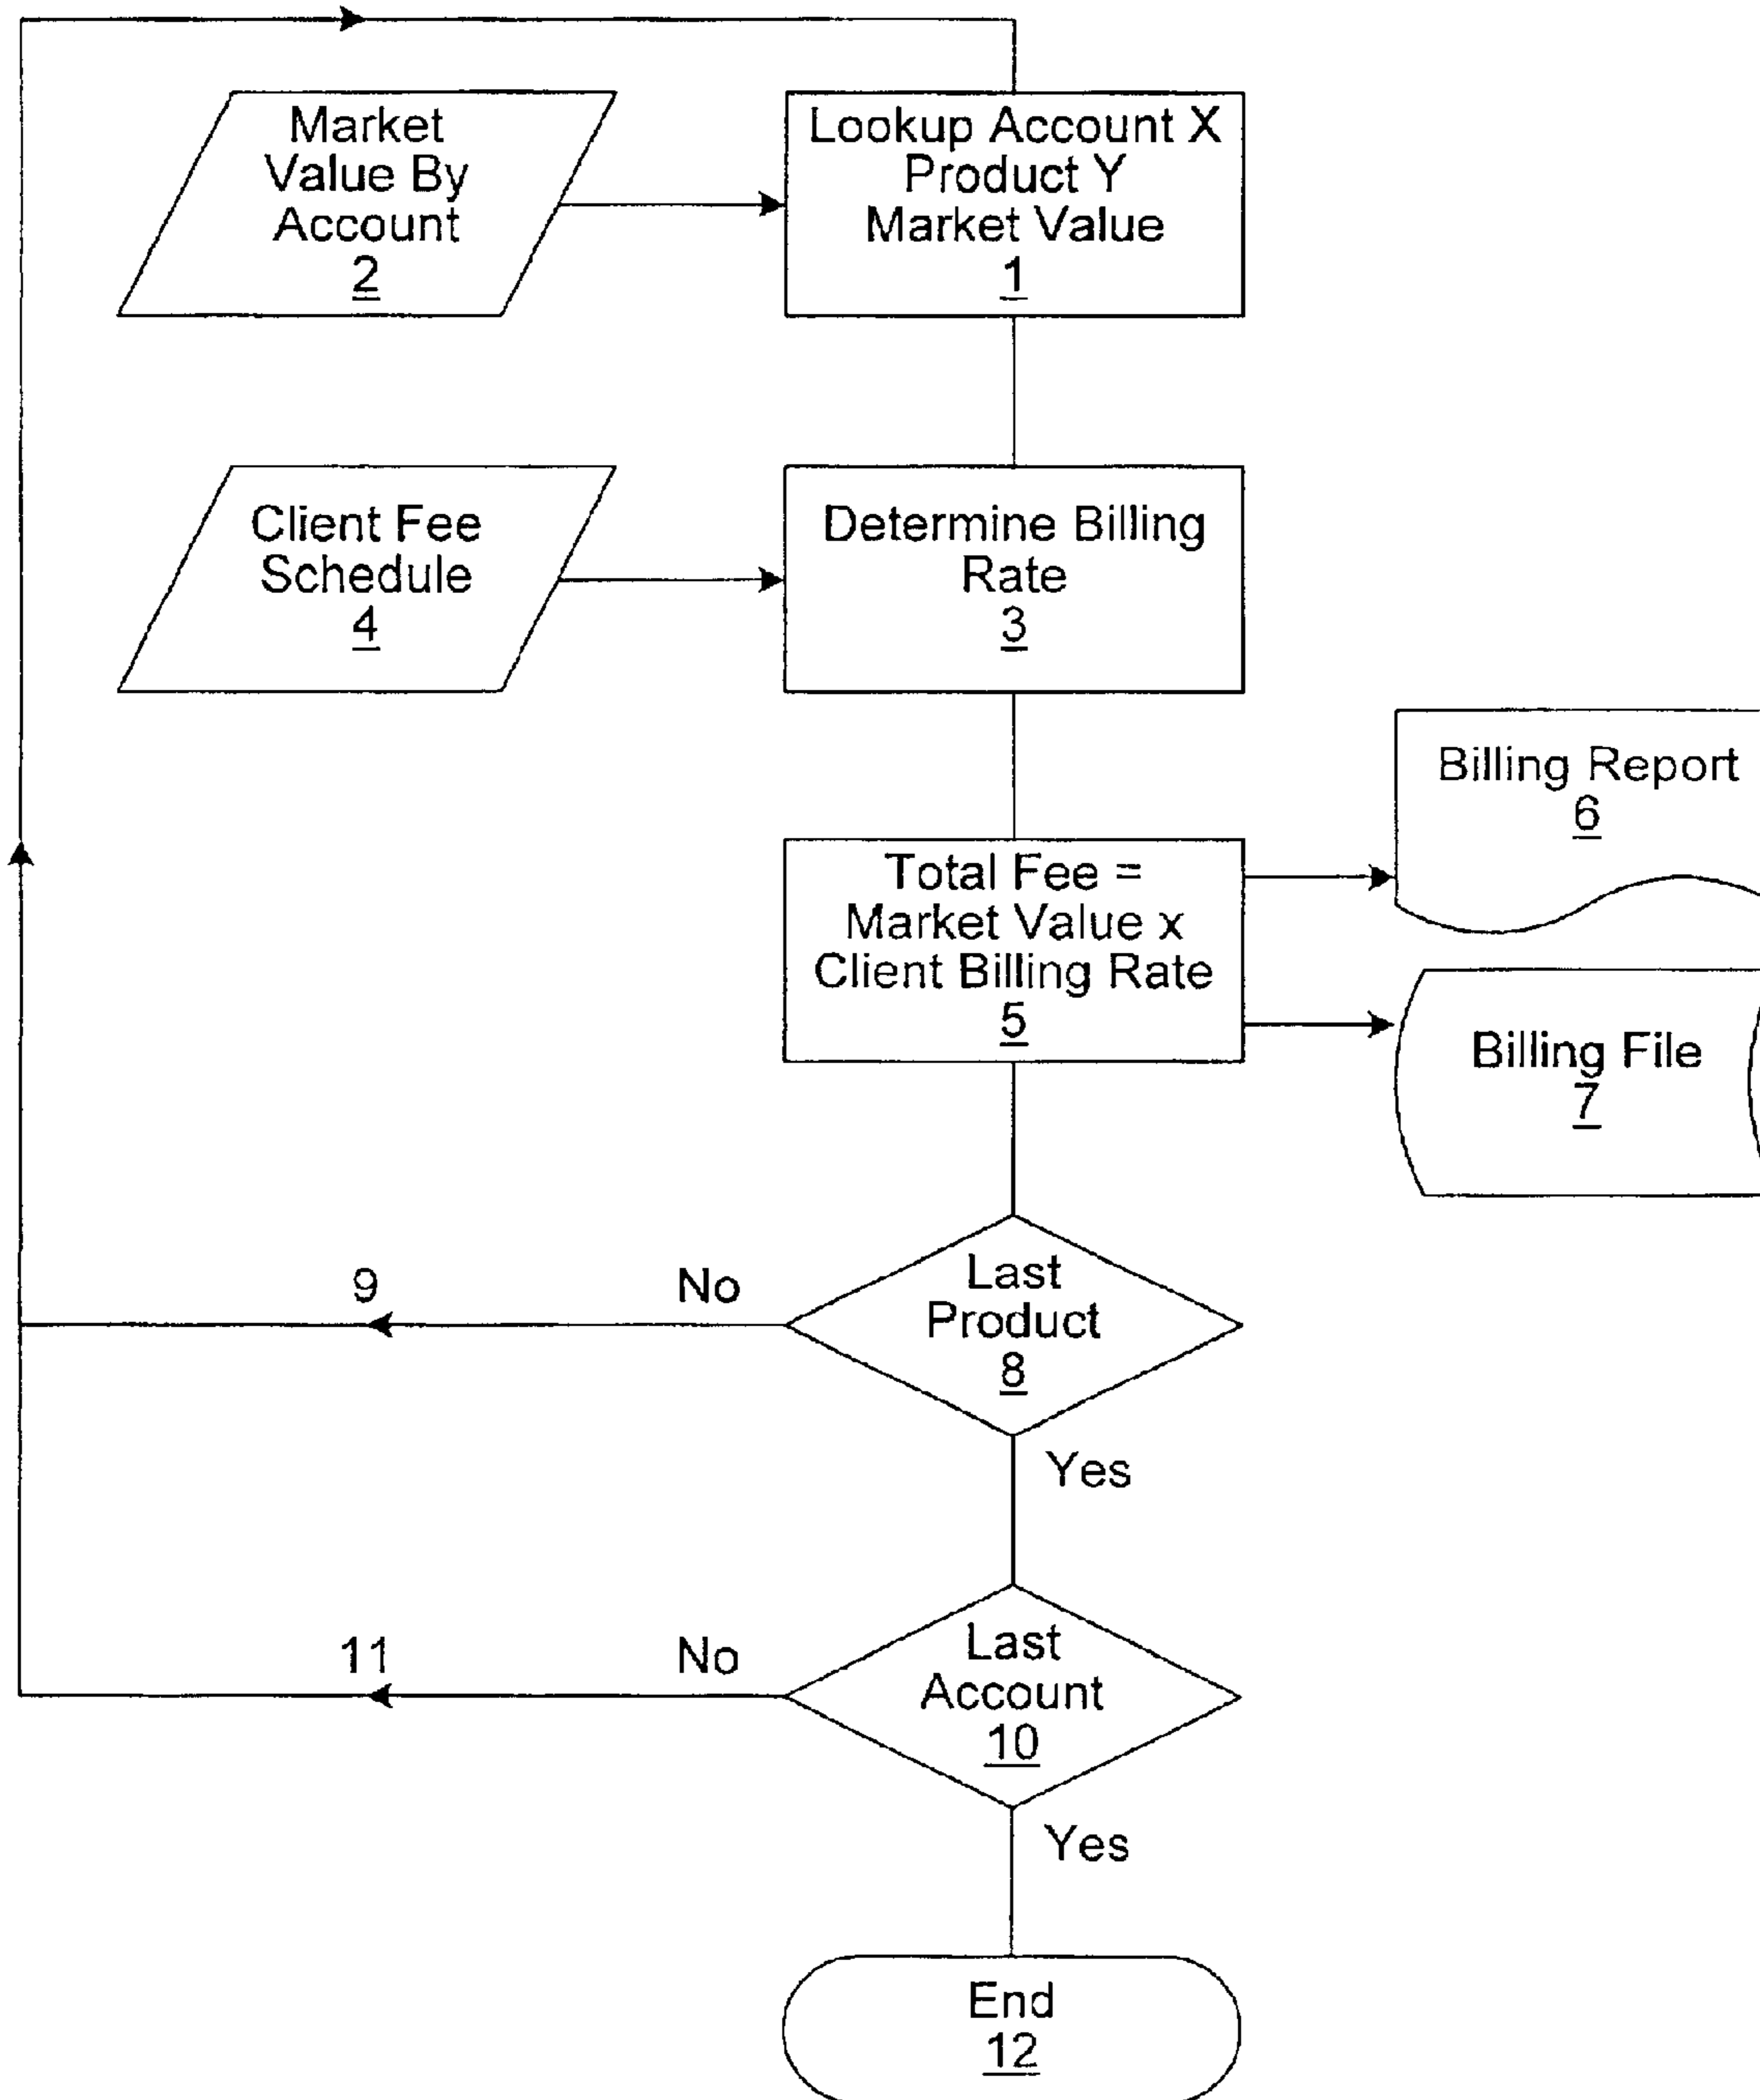 Market
Value By
Account
2
Lookup Account X
Product Y
Market Value
1
Client Fee
Schedule
4
Determine Billing
Rate
3
Total Fee =
Market Value x
Client Billing Rate
5
Billing Report
6
Billing File
7
Last
Product
8
No
9
Yes
Last
Account
10
No
11
Yes
End
12